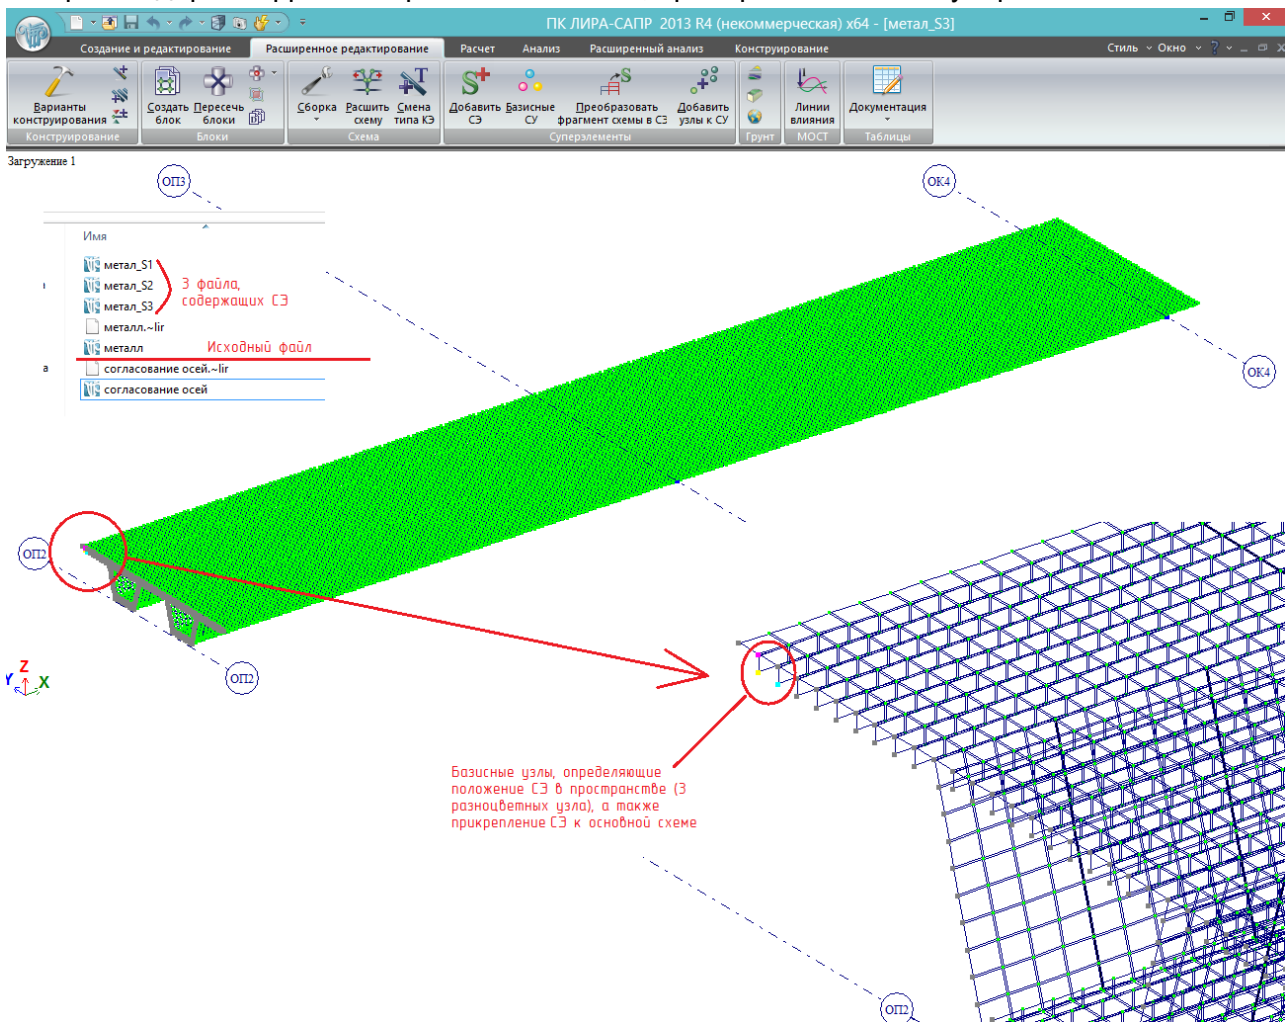 ПК ЛИРА-САПР 2013 R4 (некоммерческая) x64 - [метал_S3]
Создание и редактирование Расширенное редактирование Расчет Анализ Расширенный анализ Конструирование Стиль Окно
Варианты конструирования
Создать блок
Пересечь блоки
Сборка
Расшить схему
Смена типа КЭ
Добавить СЭ
Базисные СУ
Преобразовать фрагмент схемы в СЭ
Добавить узлы к СУ
Линии влияния
Документация
Конструирование Блоки Схема Суперэлементы Грунт МОСТ Таблицы
Загружение 1
ОП3
ОК4
Имя
метал_S1
метал_S2
метал_S3
3 файла,
содержащих СЭ
металл.~lir
металл
Исходный файл
а
согласование осей.~lir
согласование осей
ОК4
ОП2
ОП2
Z
Y
X
Базисные узлы, определяющие
положение СЭ в пространстве (3
разноцветных узла), а также
прикрепление СЭ к основной схеме
ОП2